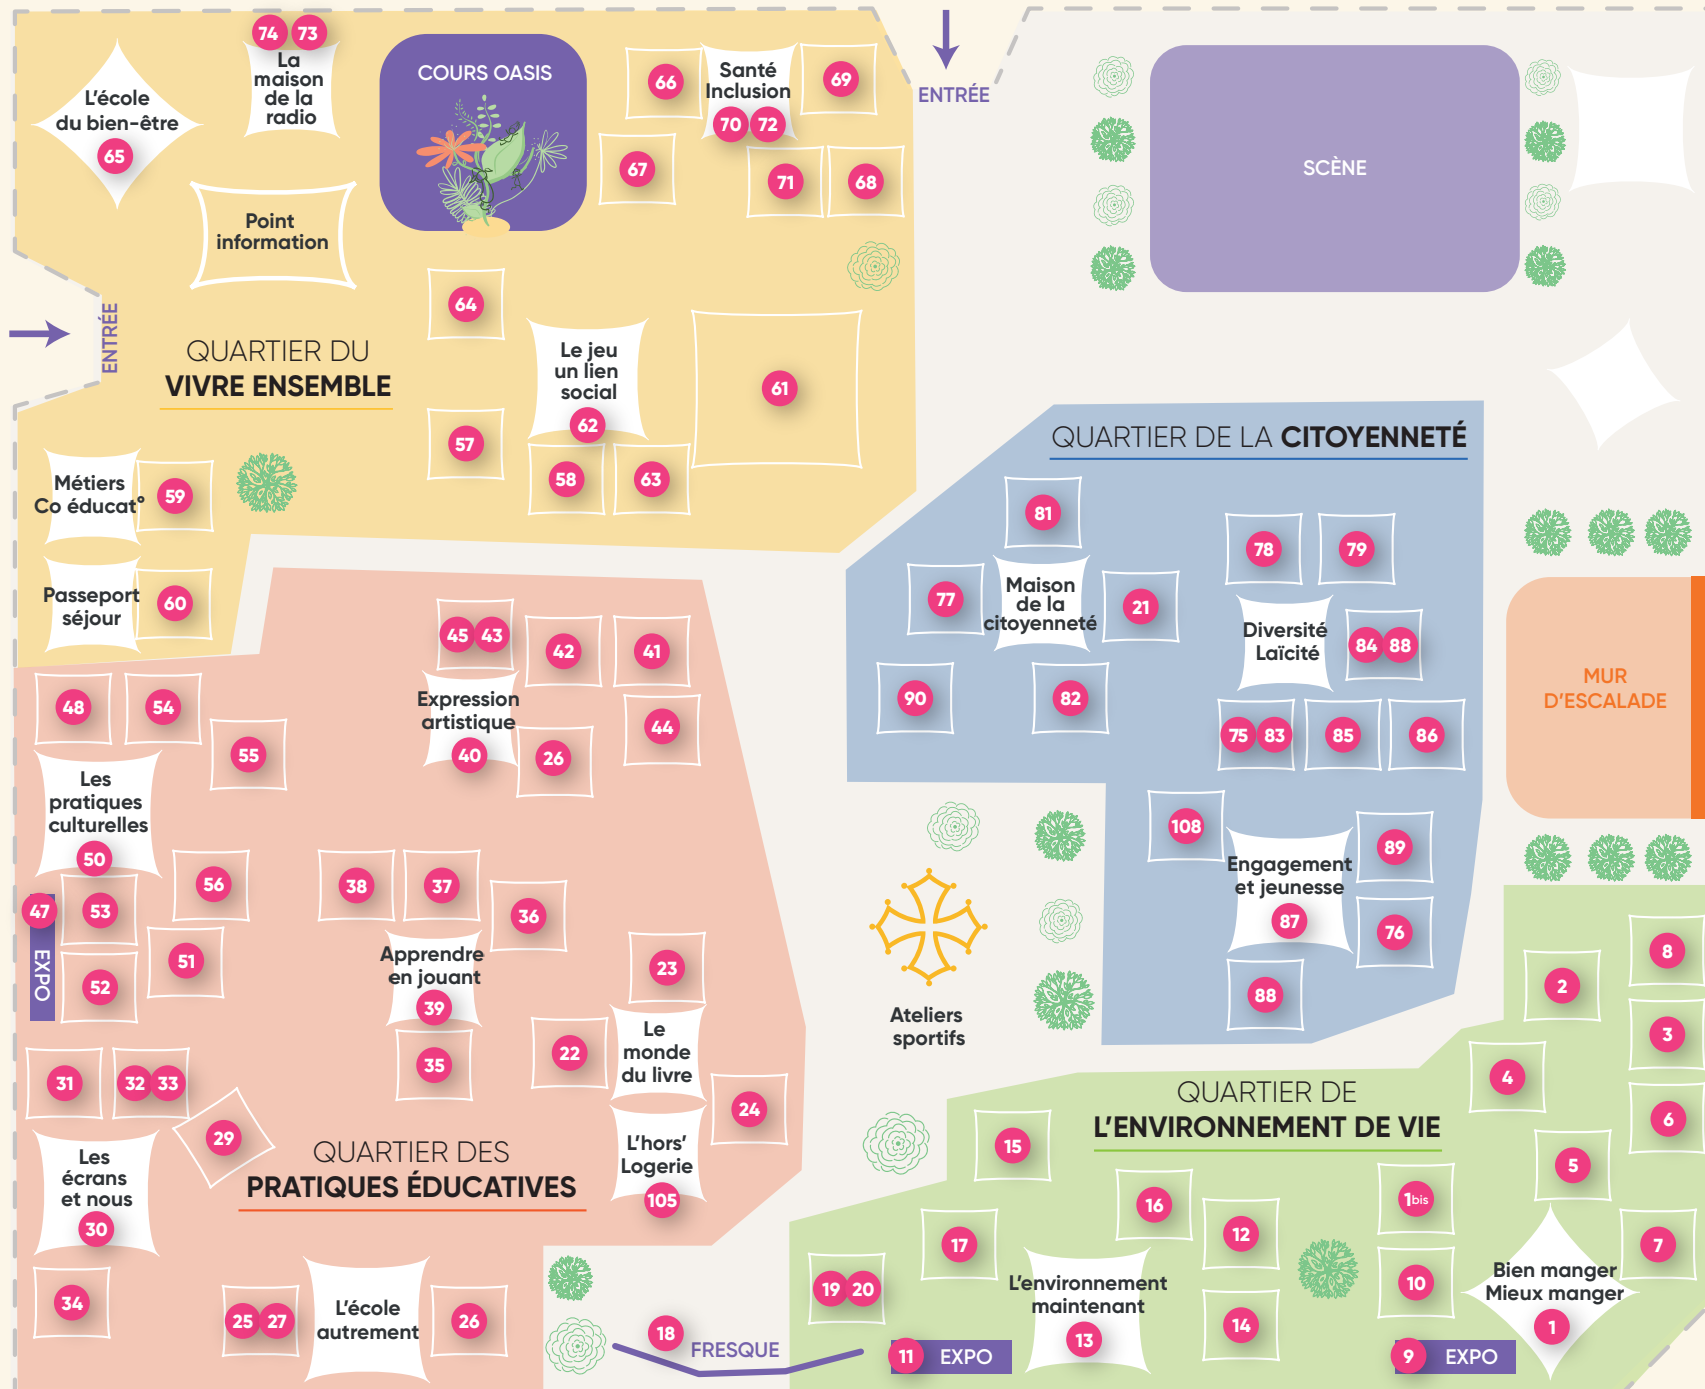 74 73
La
maison
de la
radio
L'école
du bien-être
65
COURS OASIS
66
Santé
Inclusion
70 72
69
67
71
68
ENTRÉE
SCÈNE
Point
information
ENTRÉE
64
QUARTIER DU
VIVRE ENSEMBLE
Le jeu
un lien
social
62
61
57
58
63
Métiers
Co éducat°
59
Passeport
séjour
60
QUARTIER DE LA CITOYENNETÉ
81
78
79
77
Maison
de la
citoyenneté
21
Diversité
Laïcité
84 88
90
82
75 83
85
86
108
Engagement
et jeunesse
87
89
76
88
MUR
D'ESCALADE
45 43
42
41
Expression
artistique
40
44
26
48
54
55
Les
pratiques
culturelles
50
56
47
EXPO
53
51
52
38
37
36
Apprendre
en jouant
39
35
23
22
Le
monde
du livre
24
L'hors'
Logerie
105
31
32 33
29
Les
écrans
et nous
30
QUARTIER DES
PRATIQUES ÉDUCATIVES
34
25 27
L'école
autrement
26
Ateliers
sportifs
18
FRESQUE
QUARTIER DE
L'ENVIRONNEMENT DE VIE
8
2
3
4
6
5
15
16
1bis
12
7
17
10
19 20
L'environnement
maintenant
13
14
Bien manger
Mieux manger
1
11 EXPO
9 EXPO